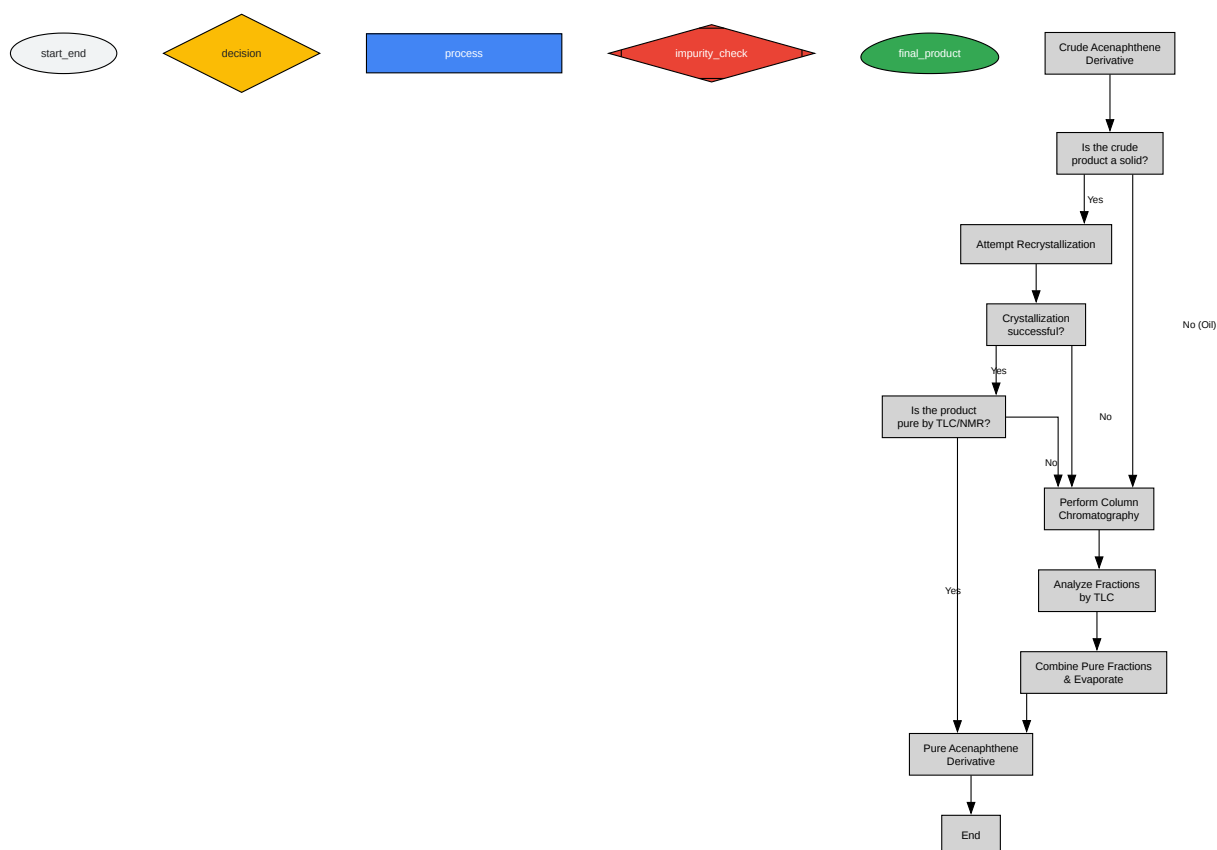 start_end
decision
process
impurity_check
final_product
Crude Acenaphthene
Derivative
Is the crude
product a solid?
Yes
Attempt Recrystallization
Crystallization
successful?
No (Oil)
Yes
Is the product
pure by TLC/NMR?
No
No
Perform Column
Chromatography
Analyze Fractions
by TLC
Yes
Combine Pure Fractions
& Evaporate
Pure Acenaphthene
Derivative
End